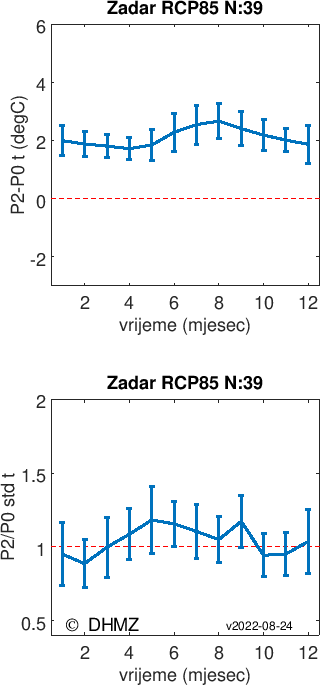 Zadar RCP85 N:39
6
4
2
0
-2
P2-P0 t (degC)
2 4 6 8 10 12
vrijeme (mjesec)
Zadar RCP85 N:39
2
1.5
1
0.5
P2/P0 std t
© DHMZ
v2022-08-24
2 4 6 8 10 12
vrijeme (mjesec)